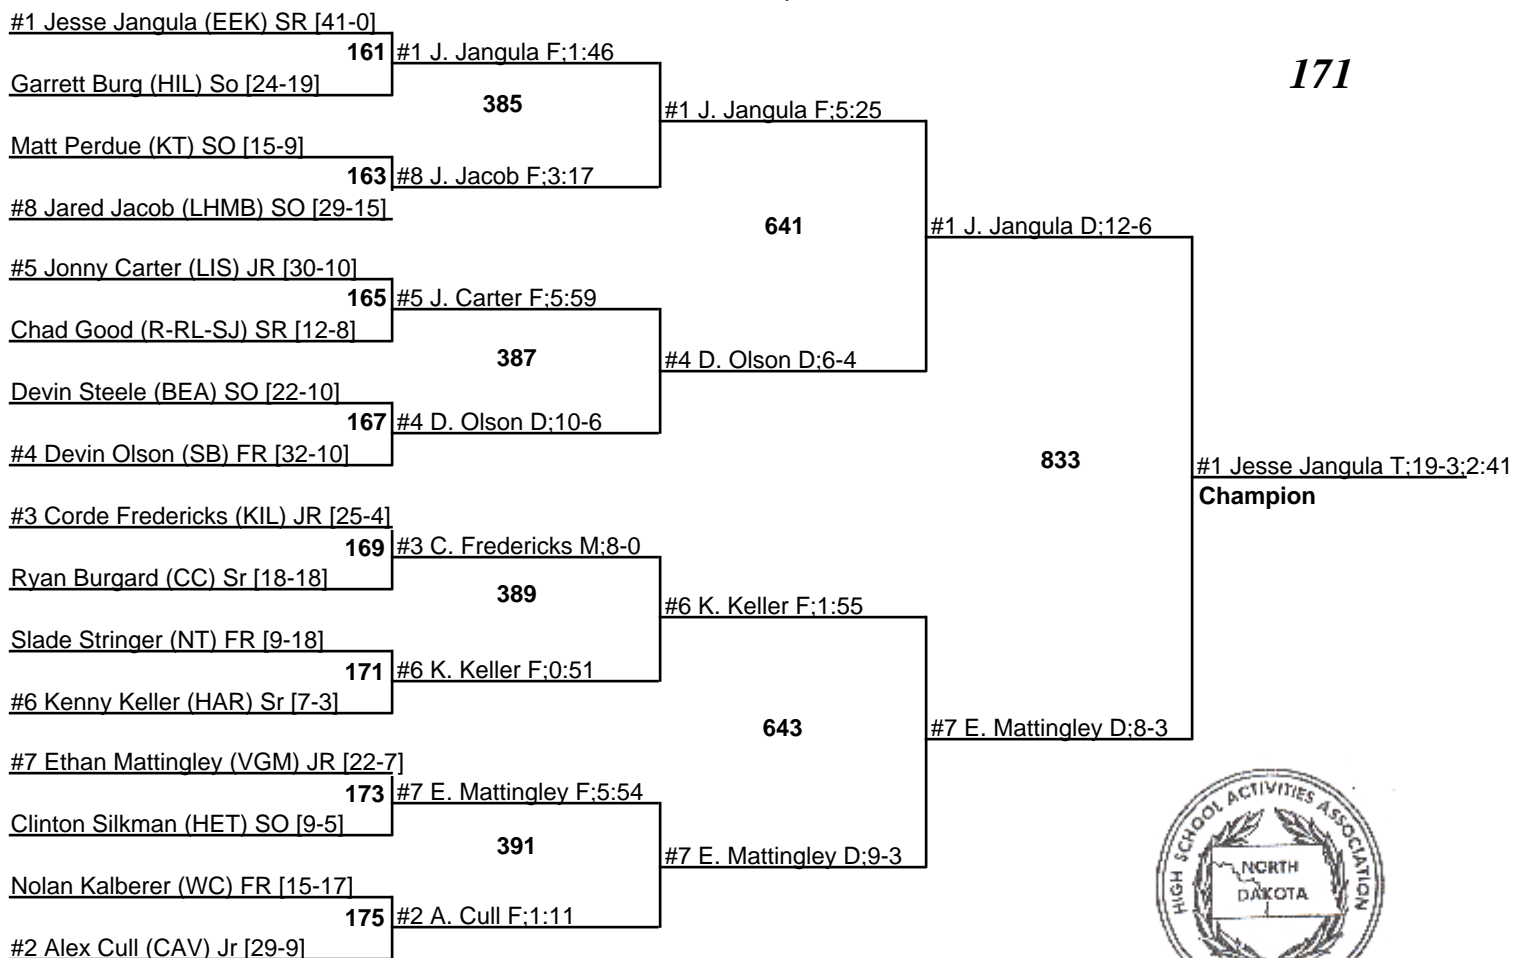 #1 Jesse Jangula (EEK) SR [41-0]
161 #1 J. Jangula F;1:46
Garrett Burg (HIL) So [24-19]
171
385
#1 J. Jangula F;5:25
Matt Perdue (KT) SO [15-9]
163 #8 J. Jacob F;3:17
#8 Jared Jacob (LHMB) SO [29-15]
641
#1 J. Jangula D;12-6
#5 Jonny Carter (LIS) JR [30-10]
165 #5 J. Carter F;5:59
Chad Good (R-RL-SJ) SR [12-8]
387
#4 D. Olson D;6-4
Devin Steele (BEA) SO [22-10]
167 #4 D. Olson D;10-6
#4 Devin Olson (SB) FR [32-10]
833
#1 Jesse Jangula T;19-3;2:41
Champion
#3 Corde Fredericks (KIL) JR [25-4]
169 #3 C. Fredericks M;8-0
Ryan Burgard (CC) Sr [18-18]
389
#6 K. Keller F;1:55
Slade Stringer (NT) FR [9-18]
171 #6 K. Keller F;0:51
#6 Kenny Keller (HAR) Sr [7-3]
643
#7 E. Mattingley D;8-3
#7 Ethan Mattingley (VGM) JR [22-7]
173 #7 E. Mattingley F;5:54
Clinton Silkman (HET) SO [9-5]
391
#7 E. Mattingley D;9-3
Nolan Kalberer (WC) FR [15-17]
175 #2 A. Cull F;1:11
#2 Alex Cull (CAV) Jr [29-9]
HIGH SCHOOL ACTIVITIES ASSOCIATION
NORTH
DAKOTA